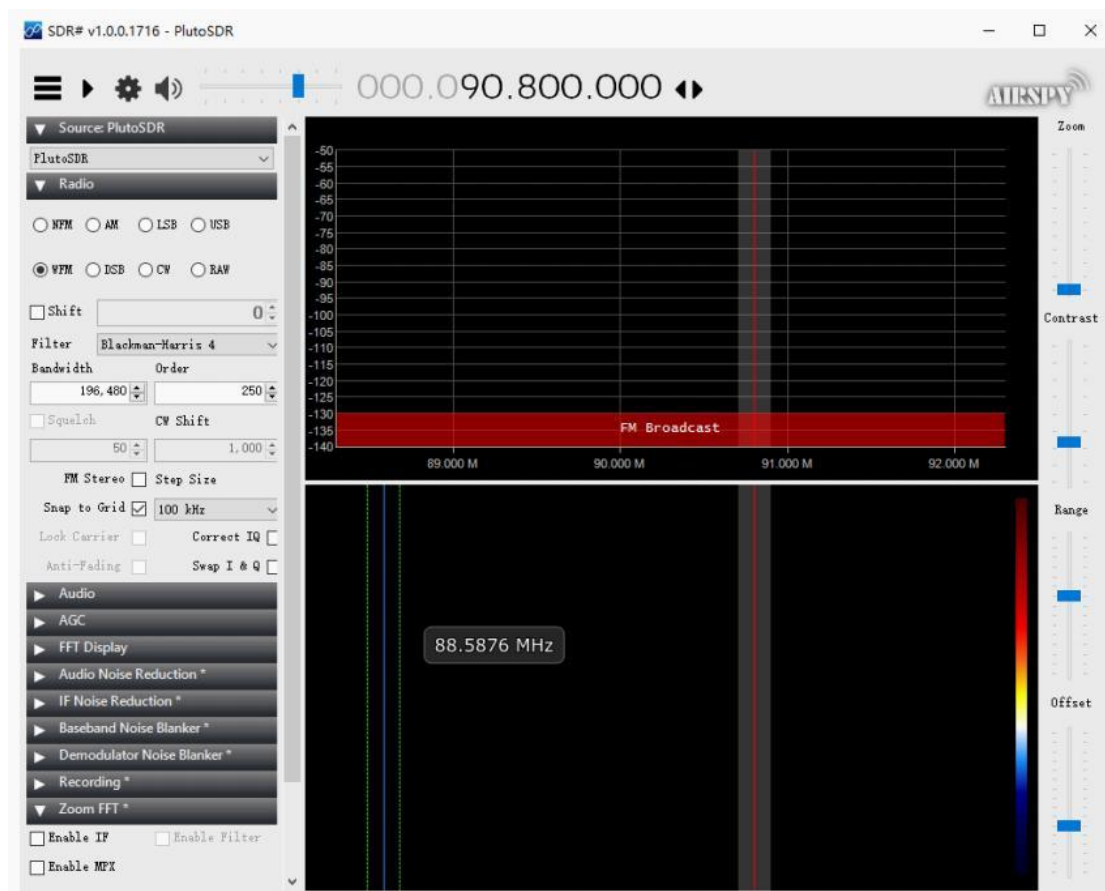 SDR# v1.0.0.1716 - PlutoSDR
000.090.800.000
AIRSPY
Source: PlutoSDR
PlutoSDR
Radio
NFM AM LSB USB
WFM DSB CW RAW
Shift 0
Filter Blackman-Harris 4
Bandwidth Order
196,480 250
Squelch CW Shift
50 1,000
FM Stereo Step Size
Snap to Grid 100 kHz
Lock Carrier Correct IQ
Anti-Fading Swap I & Q
Audio
AGC
FFT Display
Audio Noise Reduction *
IF Noise Reduction *
Baseband Noise Blanker *
Demodulator Noise Blanker *
Recording *
Zoom FFT *
Enable IF Enable Filter
Enable MPX
-50
-55
-60
-65
-70
-75
-80
-85
-90
-95
-100
-105
-110
-115
-120
-125
-130
-135
-140
FM Broadcast
89.000 M 90.000 M 91.000 M 92.000 M
88.5876 MHz
Zoom
Contrast
Range
Offset